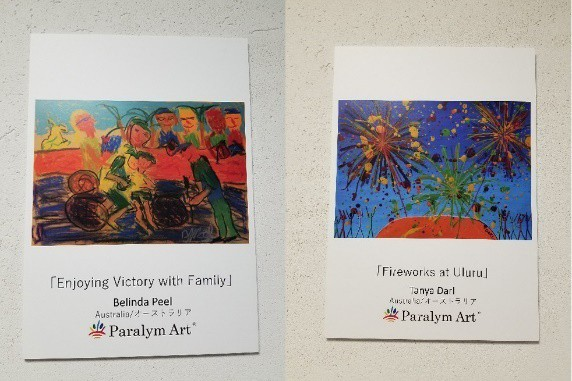 「Enjoying Victory with Family」
Belinda Peel
Australia/オーストラリア
Paralym Art®
「Fireworks at Uluru」
Tanya Darl
Australia/オーストラリア
Paralym Art®